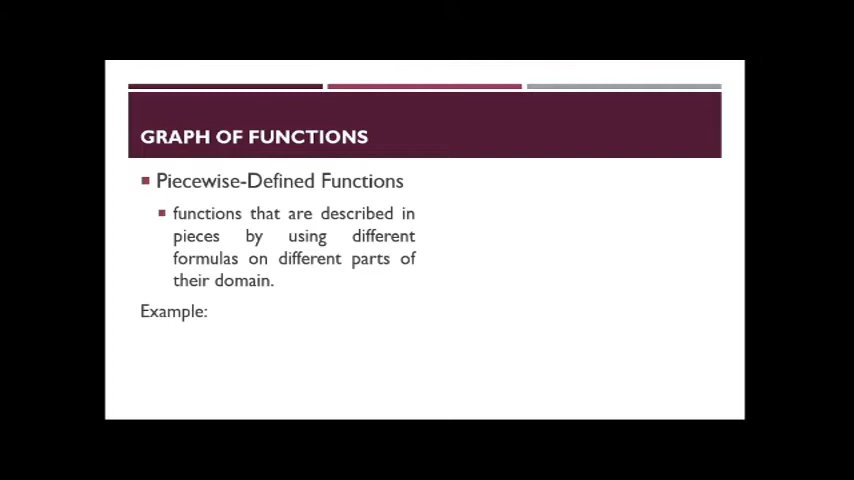 GRAPH OF FUNCTIONS
Piecewise-Defined Functions
functions that are described in
pieces by using different
formulas on different parts of
their domain.
Example: